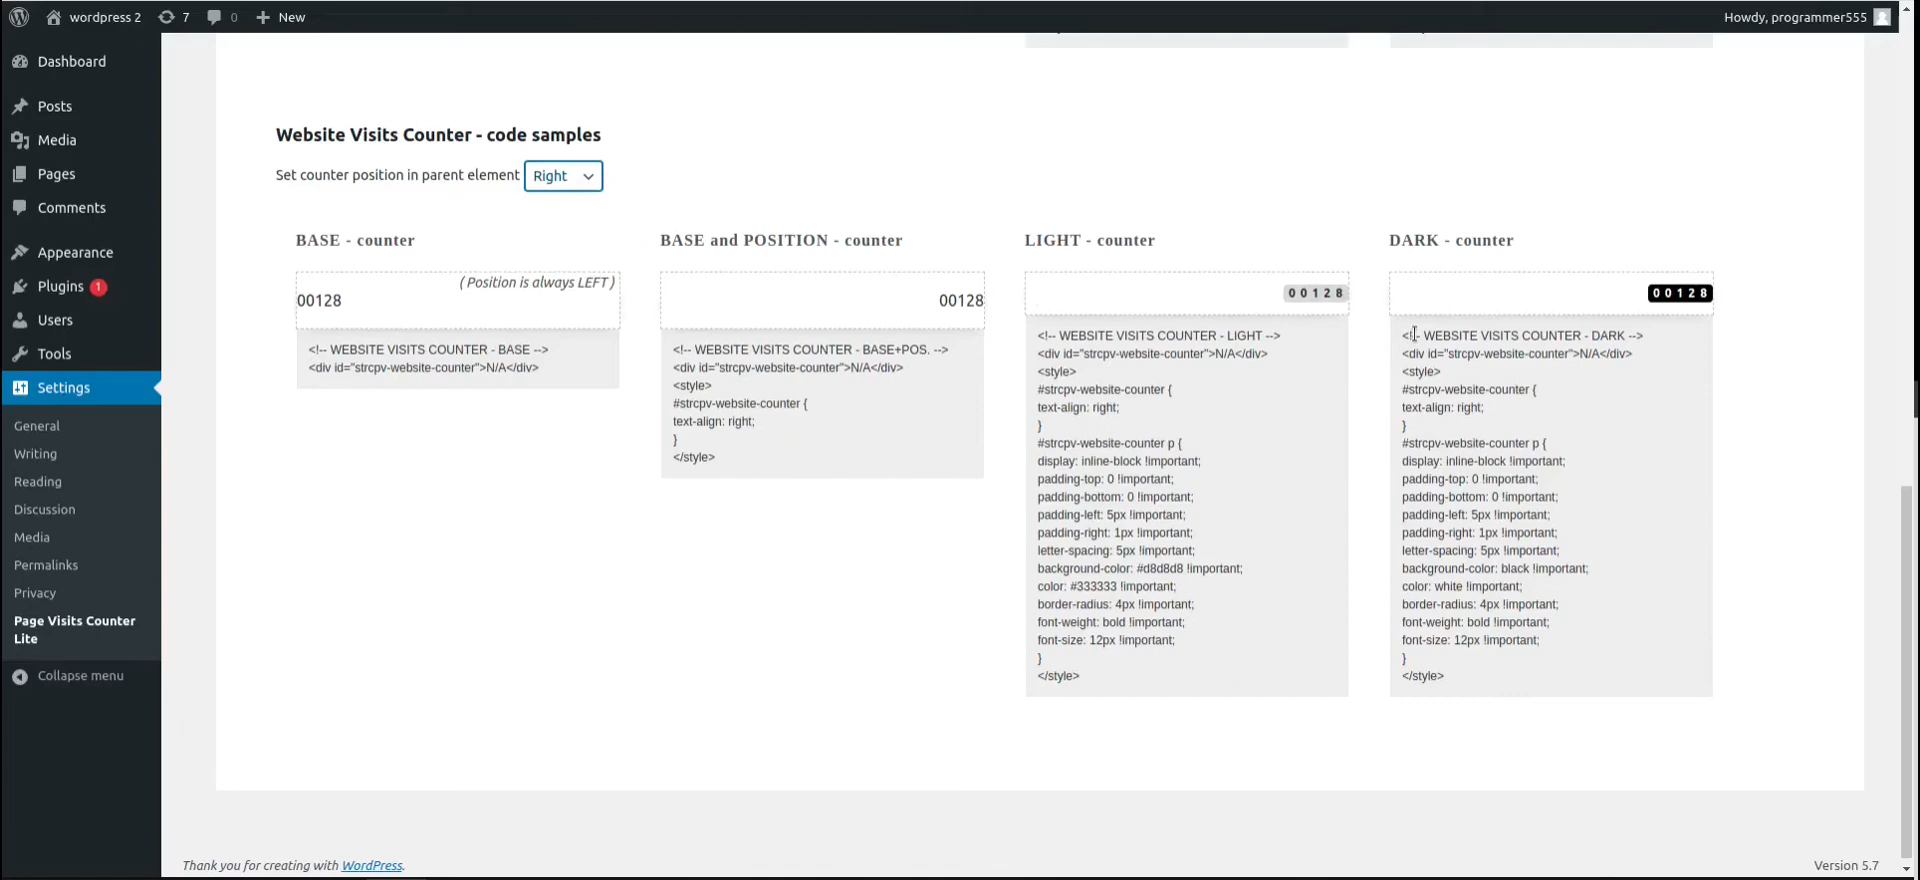 wordpress 2
7
0
New
Howdy, programmer555
Dashboard
Posts
Media
Pages
Comments
Appearance
Plugins 1
Users
Tools
Settings
General
Writing
Reading
Discussion
Media
Permalinks
Privacy
Page Visits Counter
Lite
Collapse menu
Website Visits Counter - code samples
Set counter position in parent element Right
BASE - counter
( Position is always LEFT )
00128
<!-- WEBSITE VISITS COUNTER - BASE -->
<div id="strcpv-website-counter">N/A</div>
BASE and POSITION - counter
00128
<!-- WEBSITE VISITS COUNTER - BASE+POS. -->
<div id="strcpv-website-counter">N/A</div>
<style>
#strcpv-website-counter {
text-align: right;
}
</style>
LIGHT - counter
00128
<!-- WEBSITE VISITS COUNTER - LIGHT -->
<div id="strcpv-website-counter">N/A</div>
<style>
#strcpv-website-counter {
text-align: right;
}
#strcpv-website-counter p {
display: inline-block !important;
padding-top: 0 !important;
padding-bottom: 0 !important;
padding-left: 5px !important;
padding-right: 1px !important;
letter-spacing: 5px !important;
background-color: #d8d8d8 !important;
color: #333333 !important;
border-radius: 4px !important;
font-weight: bold !important;
font-size: 12px !important;
}
</style>
DARK - counter
00128
<!-- WEBSITE VISITS COUNTER - DARK -->
<div id="strcpv-website-counter">N/A</div>
<style>
#strcpv-website-counter {
text-align: right;
}
#strcpv-website-counter p {
display: inline-block !important;
padding-top: 0 !important;
padding-bottom: 0 !important;
padding-left: 5px !important;
padding-right: 1px !important;
letter-spacing: 5px !important;
background-color: black !important;
color: white !important;
border-radius: 4px !important;
font-weight: bold !important;
font-size: 12px !important;
}
</style>
Thank you for creating with WordPress.
Version 5.7